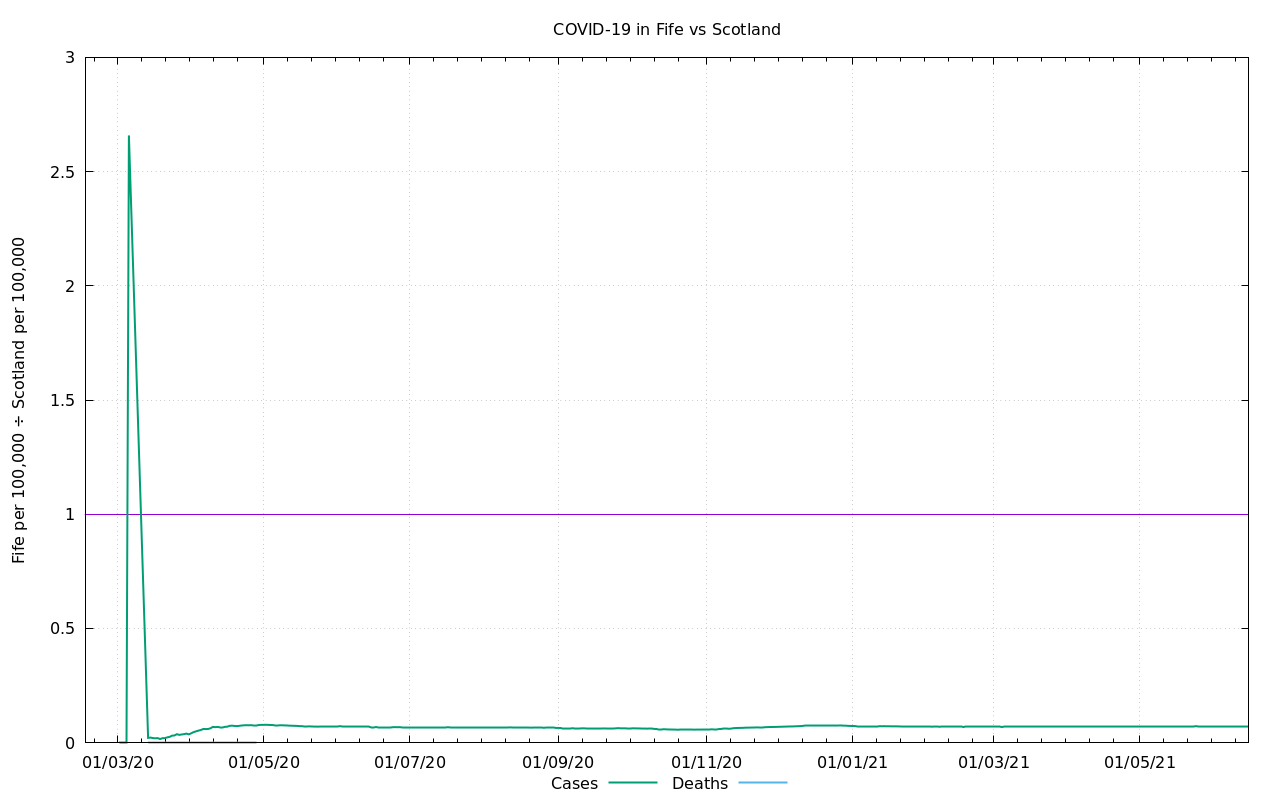 COVID-19 in Fife vs Scotland
Fife per 100,000 ÷ Scotland per 100,000
3
2.5
2
1.5
1
0.5
0
01/03/20 01/05/20 01/07/20 01/09/20 01/11/20 01/01/21 01/03/21 01/05/21
Cases Deaths